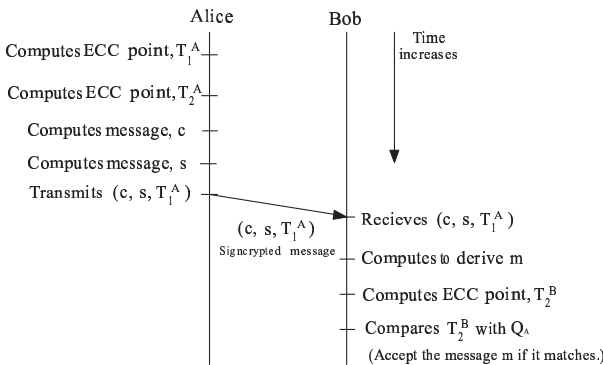 Alice
Bob
Time
increases
Computes ECC point, T₁ᴬ
Computes ECC point, T₂ᴬ
Computes message, c
Computes message, s
Transmits (c, s, T₁ᴬ)
(c, s, T₁ᴬ)
Signcrypted message
Recieves (c, s, T₁ᴬ)
Computes to derive m
Computes ECC point, T₂ᴮ
Compares T₂ᴮ with Qᴀ
(Accept the message m if it matches.)